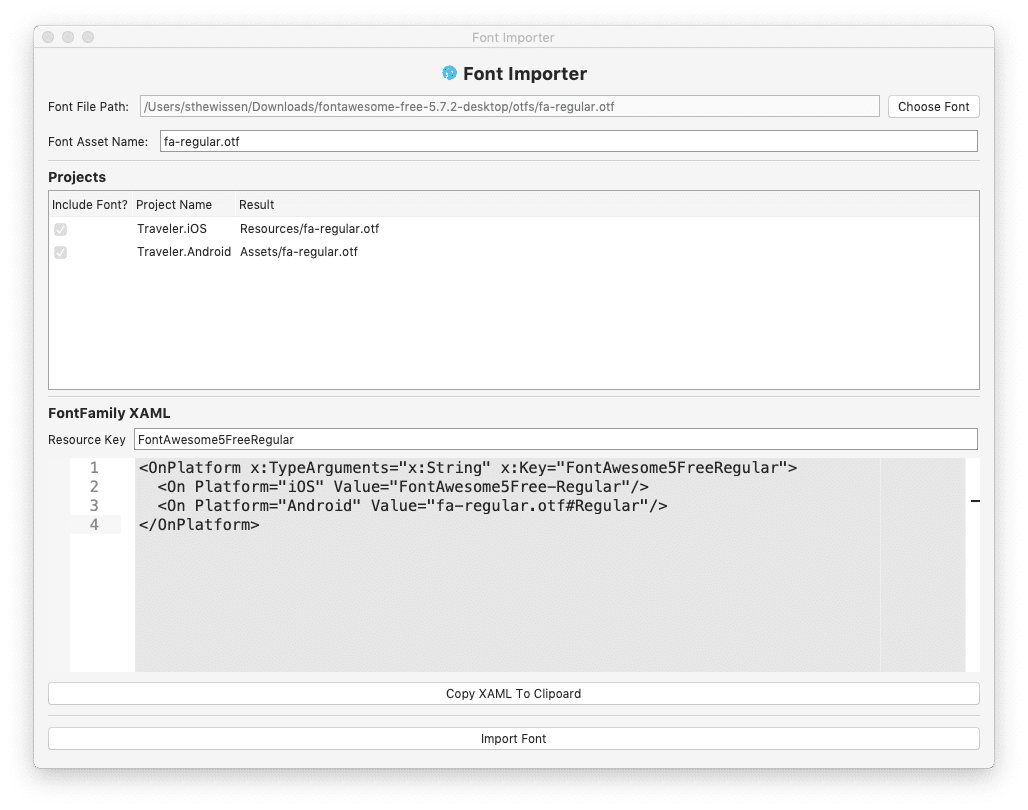 Font Importer
Font Importer
Font File Path: /Users/sthewissen/Downloads/fontawesome-free-5.7.2-desktop/otfs/fa-regular.otf Choose Font
Font Asset Name: fa-regular.otf
Projects
Include Font? Project Name Result
Traveler.iOS Resources/fa-regular.otf
Traveler.Android Assets/fa-regular.otf
FontFamily XAML
Resource Key FontAwesome5FreeRegular
1 <OnPlatform x:TypeArguments="x:String" x:Key="FontAwesome5FreeRegular">
2 <On Platform="iOS" Value="FontAwesome5Free-Regular"/>
3 <On Platform="Android" Value="fa-regular.otf#Regular"/>
4 </OnPlatform>
Copy XAML To Clipoard
Import Font